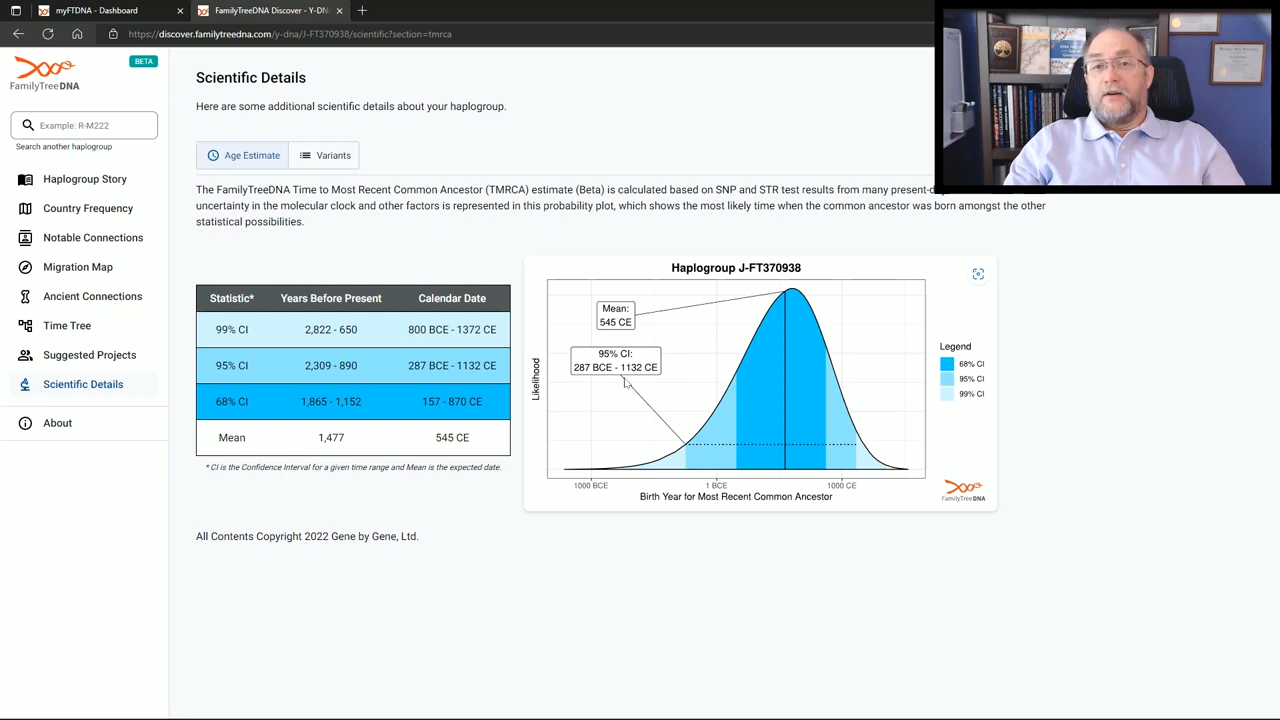 myFTDNA - Dashboard
FamilyTreeDNA Discover - Y-DN
https://discover.familytreedna.com/y-dna/J-FT370938/scientific?section=tmrca
BETA
FamilyTreeDNA
Example: R-M222
Search another haplogroup
Haplogroup Story
Country Frequency
Notable Connections
Migration Map
Ancient Connections
Time Tree
Suggested Projects
Scientific Details
About
Scientific Details
Here are some additional scientific details about your haplogroup.
Age Estimate
Variants
The FamilyTreeDNA Time to Most Recent Common Ancestor (TMRCA) estimate (Beta) is calculated based on SNP and STR test results from many present-d
uncertainty in the molecular clock and other factors is represented in this probability plot, which shows the most likely time when the common ancestor was born amongst the other
statistical possibilities.
Statistic* Years Before Present Calendar Date
99% CI 2,822 - 650 800 BCE - 1372 CE
95% CI 2,309 - 890 287 BCE - 1132 CE
68% CI 1,865 - 1,152 157 - 870 CE
Mean 1,477 545 CE
* CI is the Confidence Interval for a given time range and Mean is the expected date.
Haplogroup J-FT370938
Mean:
545 CE
95% CI:
287 BCE - 1132 CE
Likelihood
1000 BCE 1 BCE 1000 CE
Birth Year for Most Recent Common Ancestor
Legend
68% CI
95% CI
99% CI
FamilyTreeDNA
All Contents Copyright 2022 Gene by Gene, Ltd.